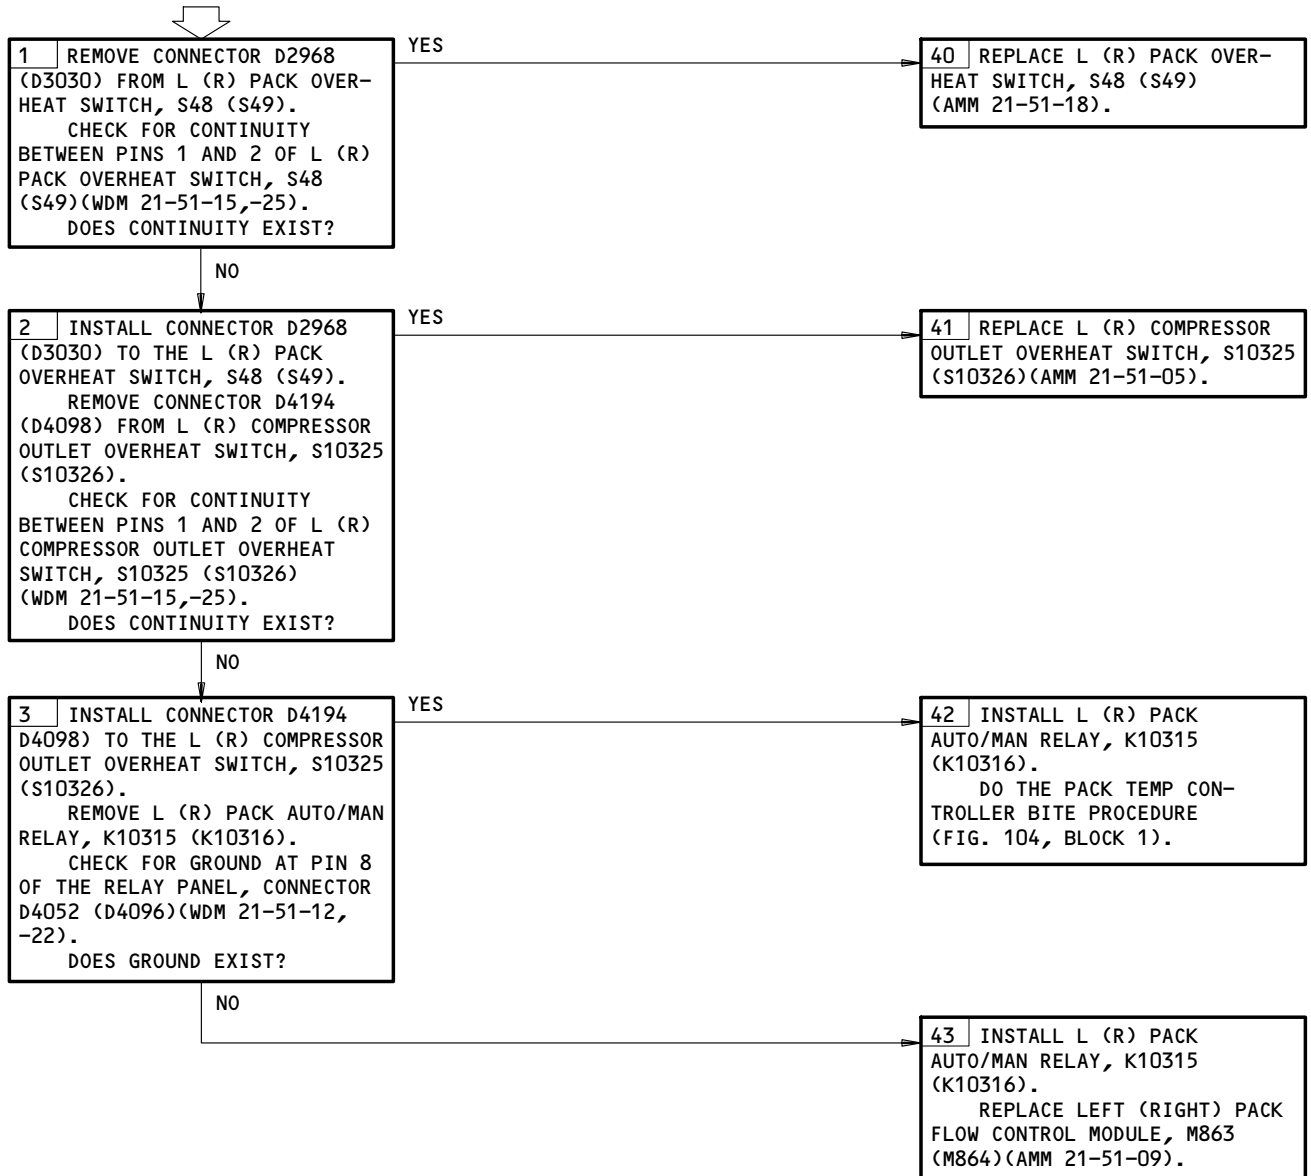 1 REMOVE CONNECTOR D2968
(D3030) FROM L (R) PACK OVER-
HEAT SWITCH, S48 (S49).
CHECK FOR CONTINUITY
BETWEEN PINS 1 AND 2 OF L (R)
PACK OVERHEAT SWITCH, S48
(S49)(WDM 21-51-15,-25).
DOES CONTINUITY EXIST?
YES
40 REPLACE L (R) PACK OVER-
HEAT SWITCH, S48 (S49)
(AMM 21-51-18).
NO
2 INSTALL CONNECTOR D2968
(D3030) TO THE L (R) PACK
OVERHEAT SWITCH, S48 (S49).
REMOVE CONNECTOR D4194
(D4098) FROM L (R) COMPRESSOR
OUTLET OVERHEAT SWITCH, S10325
(S10326).
CHECK FOR CONTINUITY
BETWEEN PINS 1 AND 2 OF L (R)
COMPRESSOR OUTLET OVERHEAT
SWITCH, S10325 (S10326)
(WDM 21-51-15,-25).
DOES CONTINUITY EXIST?
YES
41 REPLACE L (R) COMPRESSOR
OUTLET OVERHEAT SWITCH, S10325
(S10326)(AMM 21-51-05).
NO
3 INSTALL CONNECTOR D4194
D4098) TO THE L (R) COMPRESSOR
OUTLET OVERHEAT SWITCH, S10325
(S10326).
REMOVE L (R) PACK AUTO/MAN
RELAY, K10315 (K10316).
CHECK FOR GROUND AT PIN 8
OF THE RELAY PANEL, CONNECTOR
D4052 (D4096)(WDM 21-51-12,
-22).
DOES GROUND EXIST?
YES
42 INSTALL L (R) PACK
AUTO/MAN RELAY, K10315
(K10316).
DO THE PACK TEMP CON-
TROLLER BITE PROCEDURE
(FIG. 104, BLOCK 1).
NO
43 INSTALL L (R) PACK
AUTO/MAN RELAY, K10315
(K10316).
REPLACE LEFT (RIGHT) PACK
FLOW CONTROL MODULE, M863
(M864)(AMM 21-51-09).